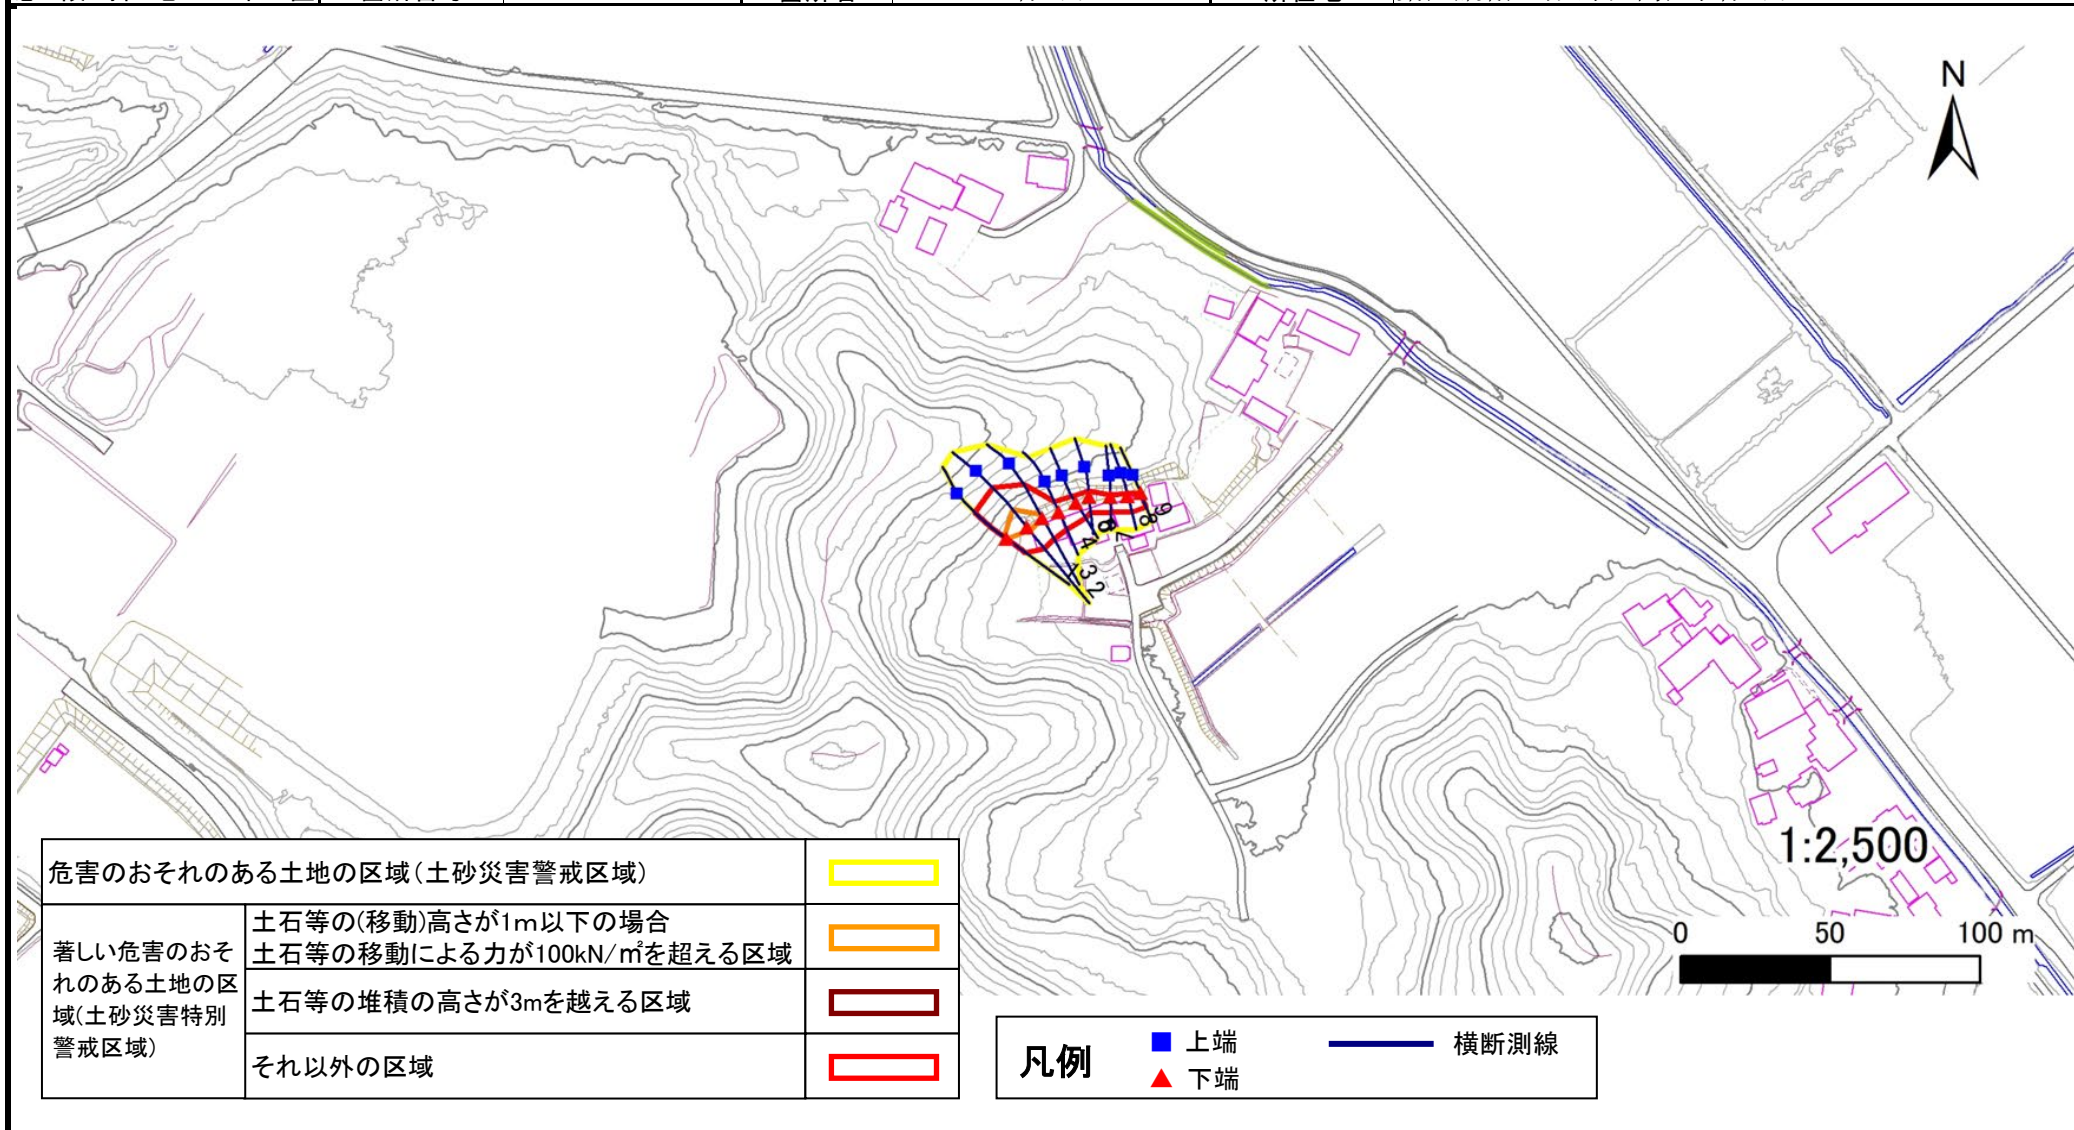 N
9
8
7
4
3
2
1:2,500
0 50 100 m
危害のおそれのある土地の区域(土砂災害警戒区域)
著しい危害のおそ
れのある土地の区
域(土砂災害特別
警戒区域)
土石等の(移動)高さが1m以下の場合
土石等の移動による力が100kN/㎡を超える区域
土石等の堆積の高さが3mを越える区域
それ以外の区域
凡例
上端
下端
横断測線